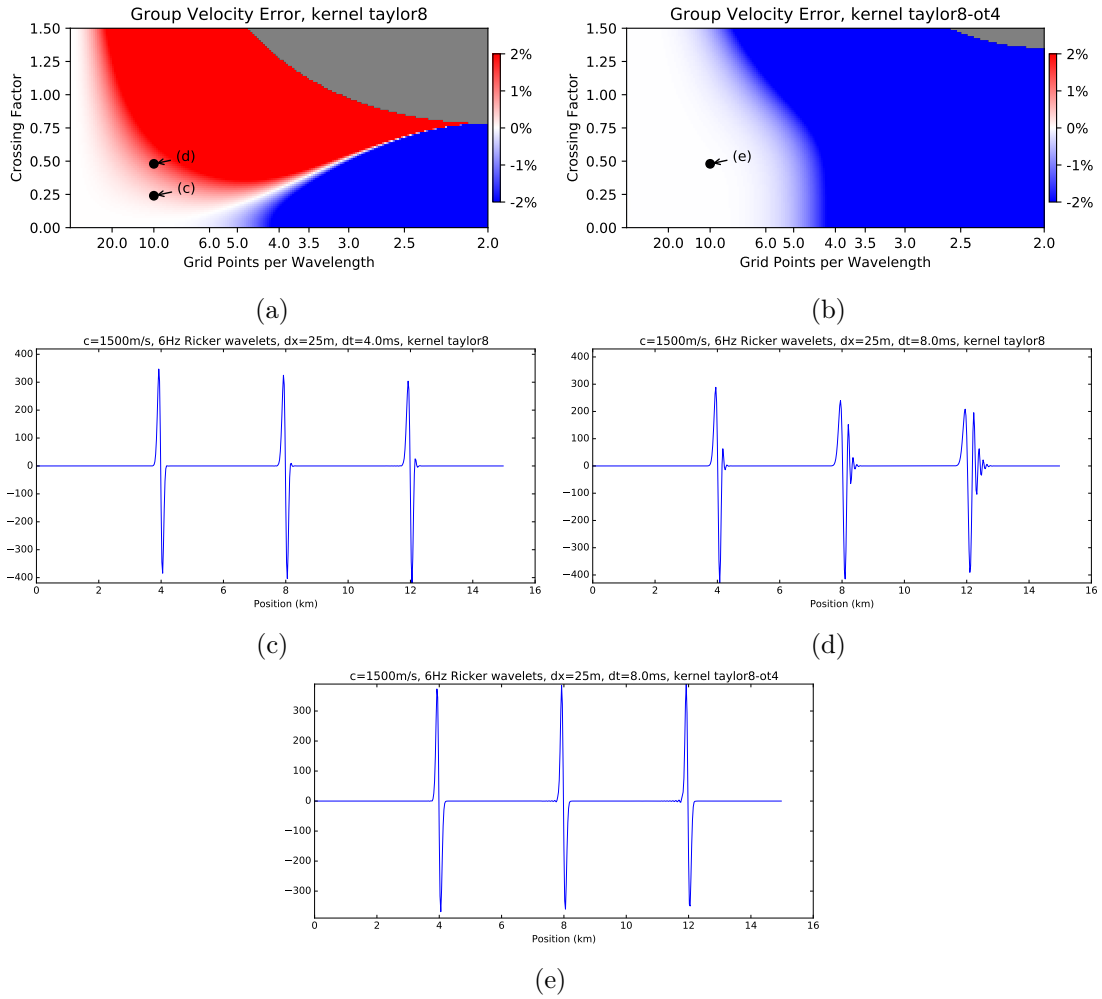 Group Velocity Error, kernel taylor8
1.50
1.25
1.00
0.75
0.50
0.25
0.00
Crossing Factor
(d)
(c)
20.0 10.0 6.0 5.0 4.0 3.5 3.0 2.5 2.0
Grid Points per Wavelength
2%
1%
0%
-1%
-2%
(a)
Group Velocity Error, kernel taylor8-ot4
1.50
1.25
1.00
0.75
0.50
0.25
0.00
Crossing Factor
(e)
20.0 10.0 6.0 5.0 4.0 3.5 3.0 2.5 2.0
Grid Points per Wavelength
2%
1%
0%
-1%
-2%
(b)
c=1500m/s, 6Hz Ricker wavelets, dx=25m, dt=4.0ms, kernel taylor8
400
300
200
100
0
−100
−200
−300
−400
0 2 4 6 8 10 12 14 16
Position (km)
(c)
c=1500m/s, 6Hz Ricker wavelets, dx=25m, dt=8.0ms, kernel taylor8
400
300
200
100
0
−100
−200
−300
−400
0 2 4 6 8 10 12 14 16
Position (km)
(d)
c=1500m/s, 6Hz Ricker wavelets, dx=25m, dt=8.0ms, kernel taylor8-ot4
300
200
100
0
−100
−200
−300
0 2 4 6 8 10 12 14 16
Position (km)
(e)